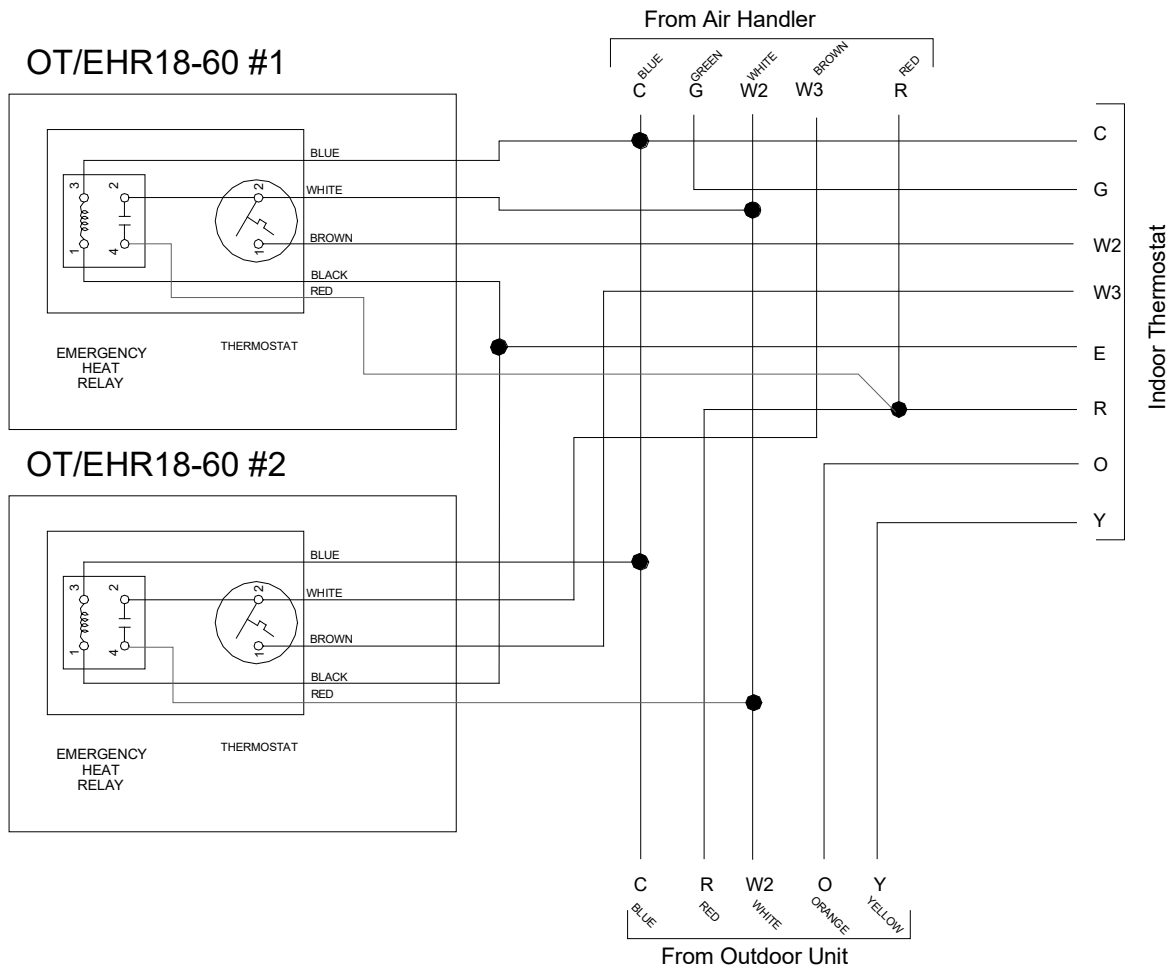 From Air Handler
BLUE GREEN WHITE BROWN RED
C G W2 W3 R
OT/EHR18-60 #1
BLUE
3 2 2
WHITE
1 4 1
BROWN
BLACK
RED
EMERGENCY
HEAT
RELAY
THERMOSTAT
C
G
W2
W3
E
R
O
Y
Indoor Thermostat
OT/EHR18-60 #2
BLUE
3 2 2
WHITE
1 4 1
BROWN
BLACK
RED
EMERGENCY
HEAT
RELAY
THERMOSTAT
C R W2 O Y
BLUE RED WHITE ORANGE YELLOW
From Outdoor Unit